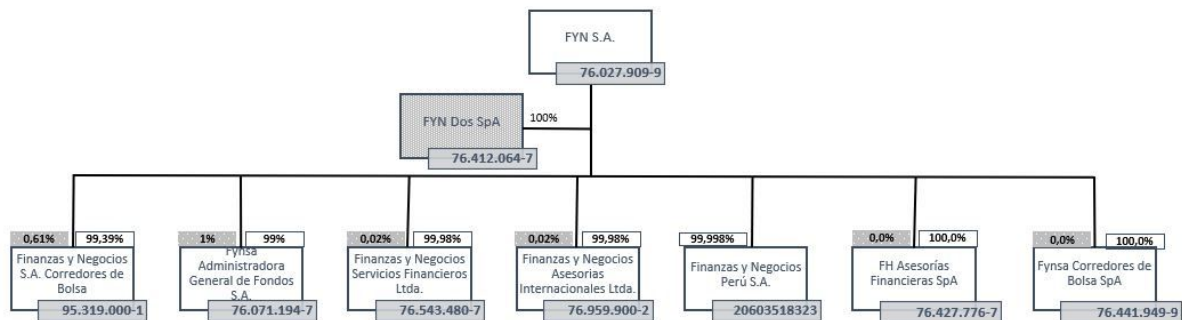 FYN S.A.
76.027.909-9
FYN Dos SpA
100%
76.412.064-7
0,61% 99,39%
Finanzas y Negocios
S.A. Corredores de
Bolsa
95.319.000-1
1% 99%
Fynsa
Administradora
General de Fondos
S.A.
76.071.194-7
0,02% 99,98%
Finanzas y Negocios
Servicios Financieros
Ltda.
76.543.480-7
0,02% 99,98%
Finanzas y Negocios
Asesorias
Internacionales Ltda.
76.959.900-2
99,998%
Finanzas y Negocios
Perú S.A.
20603518323
0,0% 100,0%
FH Asesorías
Financieras SpA
76.427.776-7
0,0% 100,0%
Fynsa Corredores de
Bolsa SpA
76.441.949-9